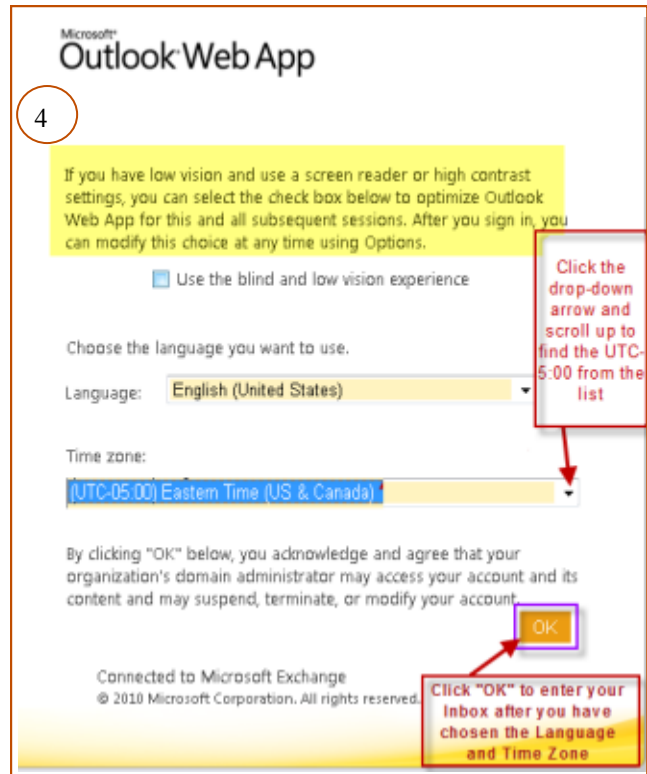 Microsoft®
Outlook Web App
4
If you have low vision and use a screen reader or high contrast
settings, you can select the check box below to optimize Outlook
Web App for this and all subsequent sessions. After you sign in, you
can modify this choice at any time using Options.
Use the blind and low vision experience
Click the
drop-down
arrow and
scroll up to
find the UTC-
5:00 from the
list
Choose the language you want to use.
Language: English (United States)
Time zone:
(UTC-05:00) Eastern Time (US & Canada)
By clicking "OK" below, you acknowledge and agree that your
organization's domain administrator may access your account and its
content and may suspend, terminate, or modify your account.
OK
Connected to Microsoft Exchange
© 2010 Microsoft Corporation. All rights reserved.
Click "OK" to enter your
Inbox after you have
chosen the Language
and Time Zone